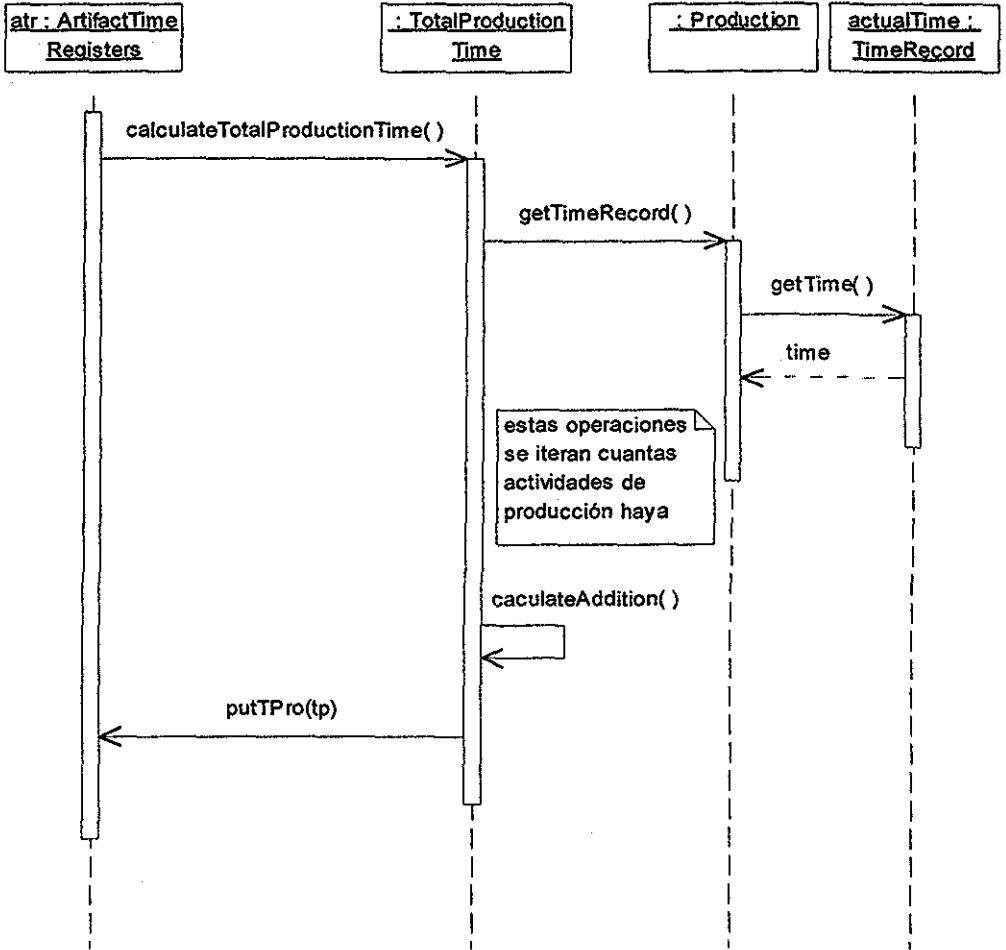 atr : ArtifactTime
Registers
: TotalProduction
Time
: Production
actualTime :
TimeRecord
calculateTotalProductionTime( )
getTimeRecord( )
getTime( )
time
estas operaciones
se iteran cuantas
actividades de
producción haya
caculateAddition( )
putTPro(tp)